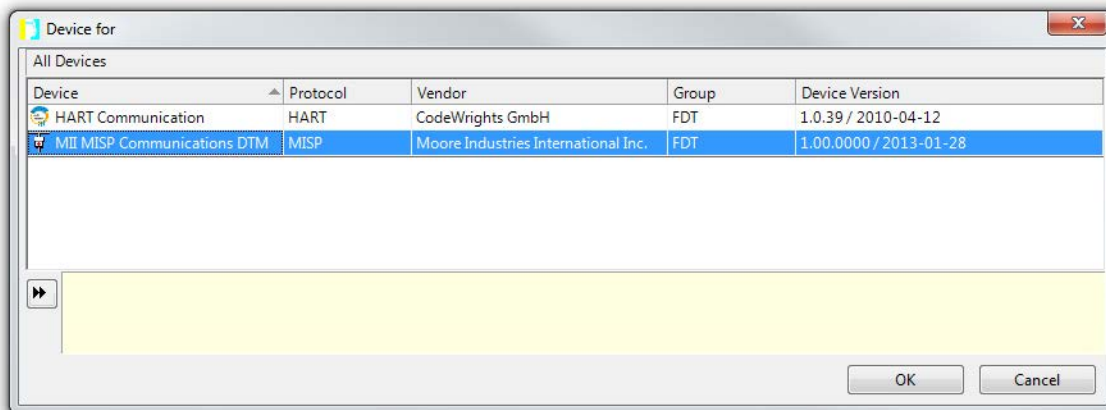 Device for
All Devices
Device Protocol Vendor Group Device Version
HART Communication HART CodeWrights GmbH FDT 1.0.39 / 2010-04-12
MII MISP Communications DTM MISP Moore Industries International Inc. FDT 1.00.0000 / 2013-01-28
OK Cancel